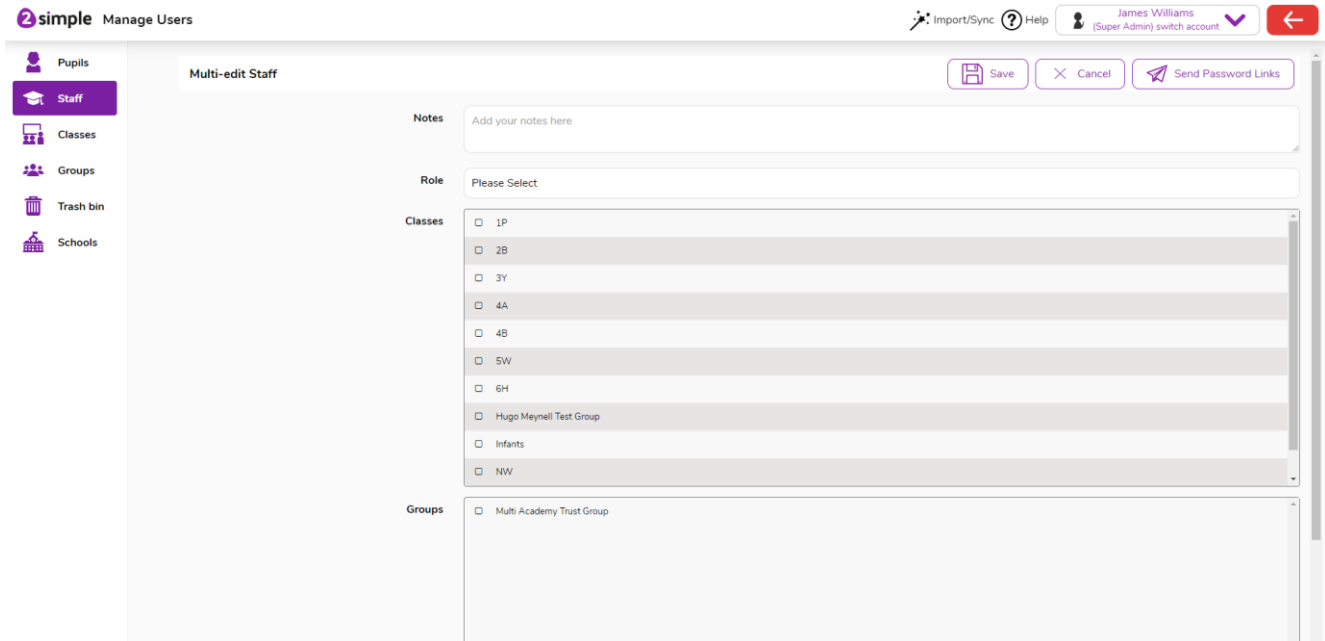 2simple Manage Users
Import/Sync ? Help
James Williams
(Super Admin) switch account
Pupils
Staff
Classes
Groups
Trash bin
Schools
Multi-edit Staff
Save
Cancel
Send Password Links
Notes
Add your notes here
Role
Please Select
Classes
1P
2B
3Y
4A
4B
5W
6H
Hugo Meynell Test Group
Infants
NW
Groups
Multi Academy Trust Group